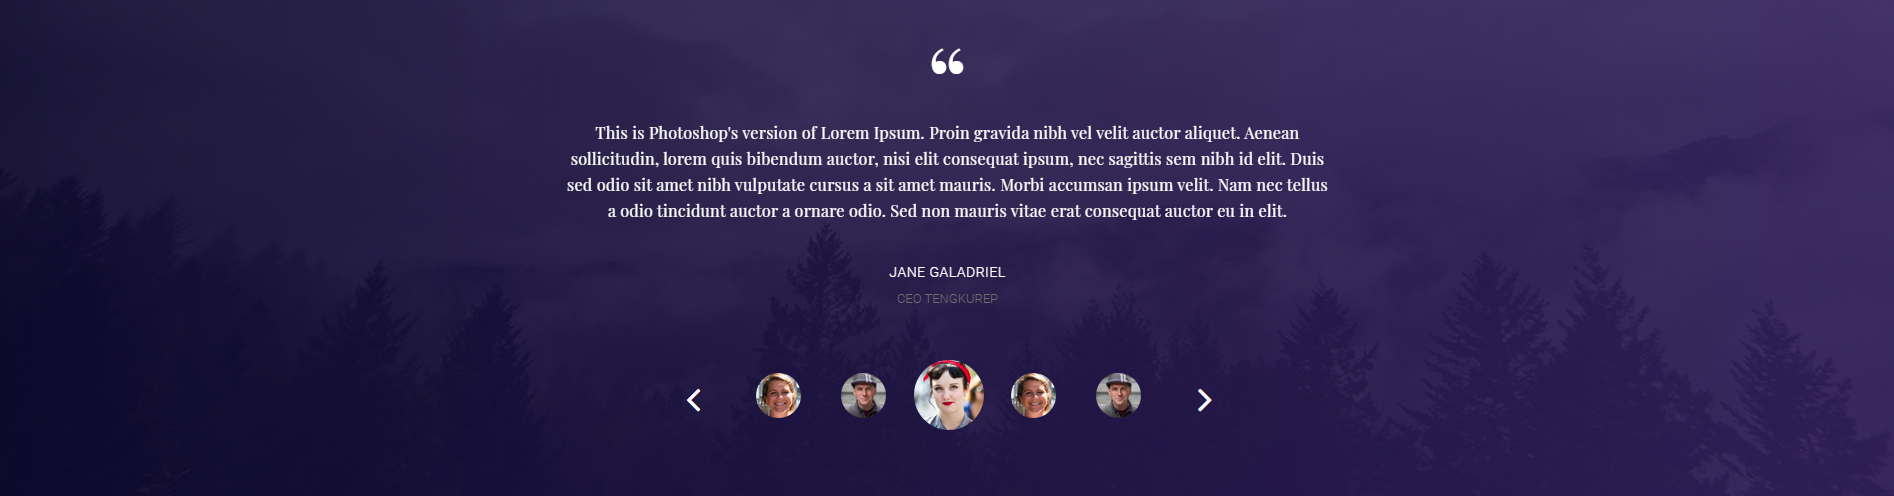 “
This is Photoshop's version of Lorem Ipsum. Proin gravida nibh vel velit auctor aliquet. Aenean
sollicitudin, lorem quis bibendum auctor, nisi elit consequat ipsum, nec sagittis sem nibh id elit. Duis
sed odio sit amet nibh vulputate cursus a sit amet mauris. Morbi accumsan ipsum velit. Nam nec tellus
a odio tincidunt auctor a ornare odio. Sed non mauris vitae erat consequat auctor eu in elit.
JANE GALADRIEL
CEO TENGKUREP